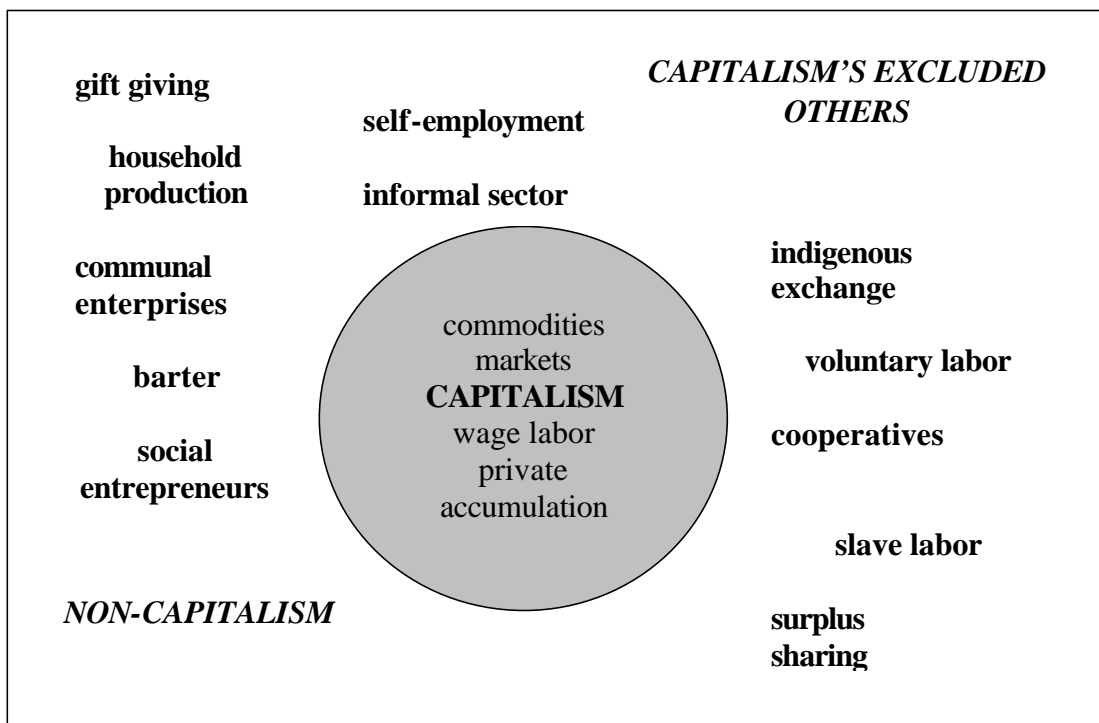 CAPITALISM'S EXCLUDED
OTHERS
gift giving
self-employment
household
production
informal sector
communal
enterprises
indigenous
exchange
commodities
markets
CAPITALISM
wage labor
private
accumulation
barter
voluntary labor
social
entrepreneurs
cooperatives
slave labor
NON-CAPITALISM
surplus
sharing